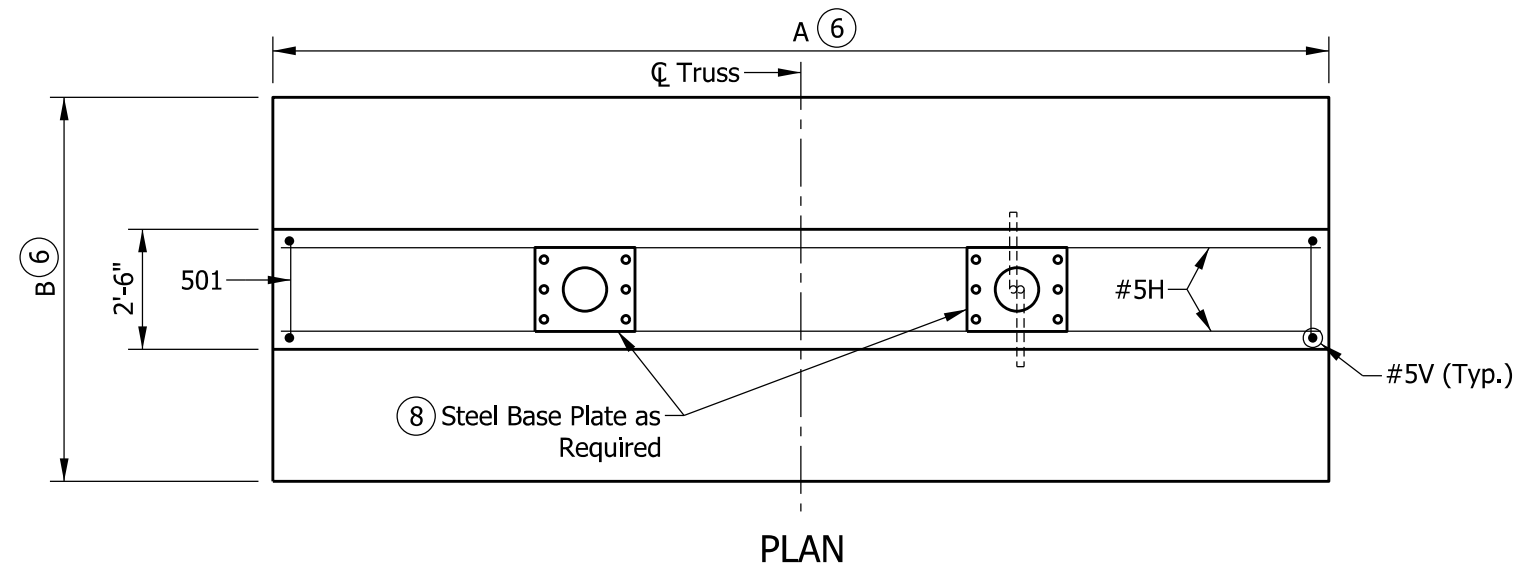 A 6
℄ Truss
B 6
2'-6"
501
#5H
#5V (Typ.)
8 Steel Base Plate as
Required
PLAN